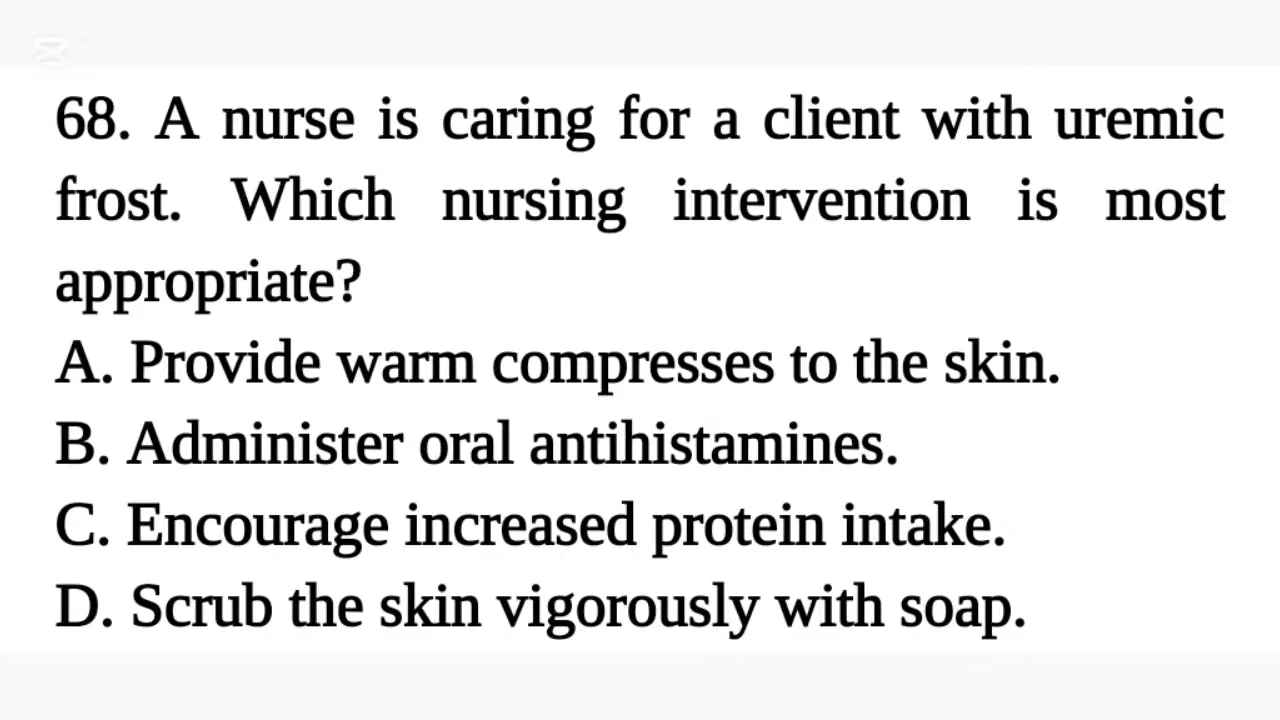 68. A nurse is caring for a client with uremic
frost. Which nursing intervention is most
appropriate?
A. Provide warm compresses to the skin.
B. Administer oral antihistamines.
C. Encourage increased protein intake.
D. Scrub the skin vigorously with soap.